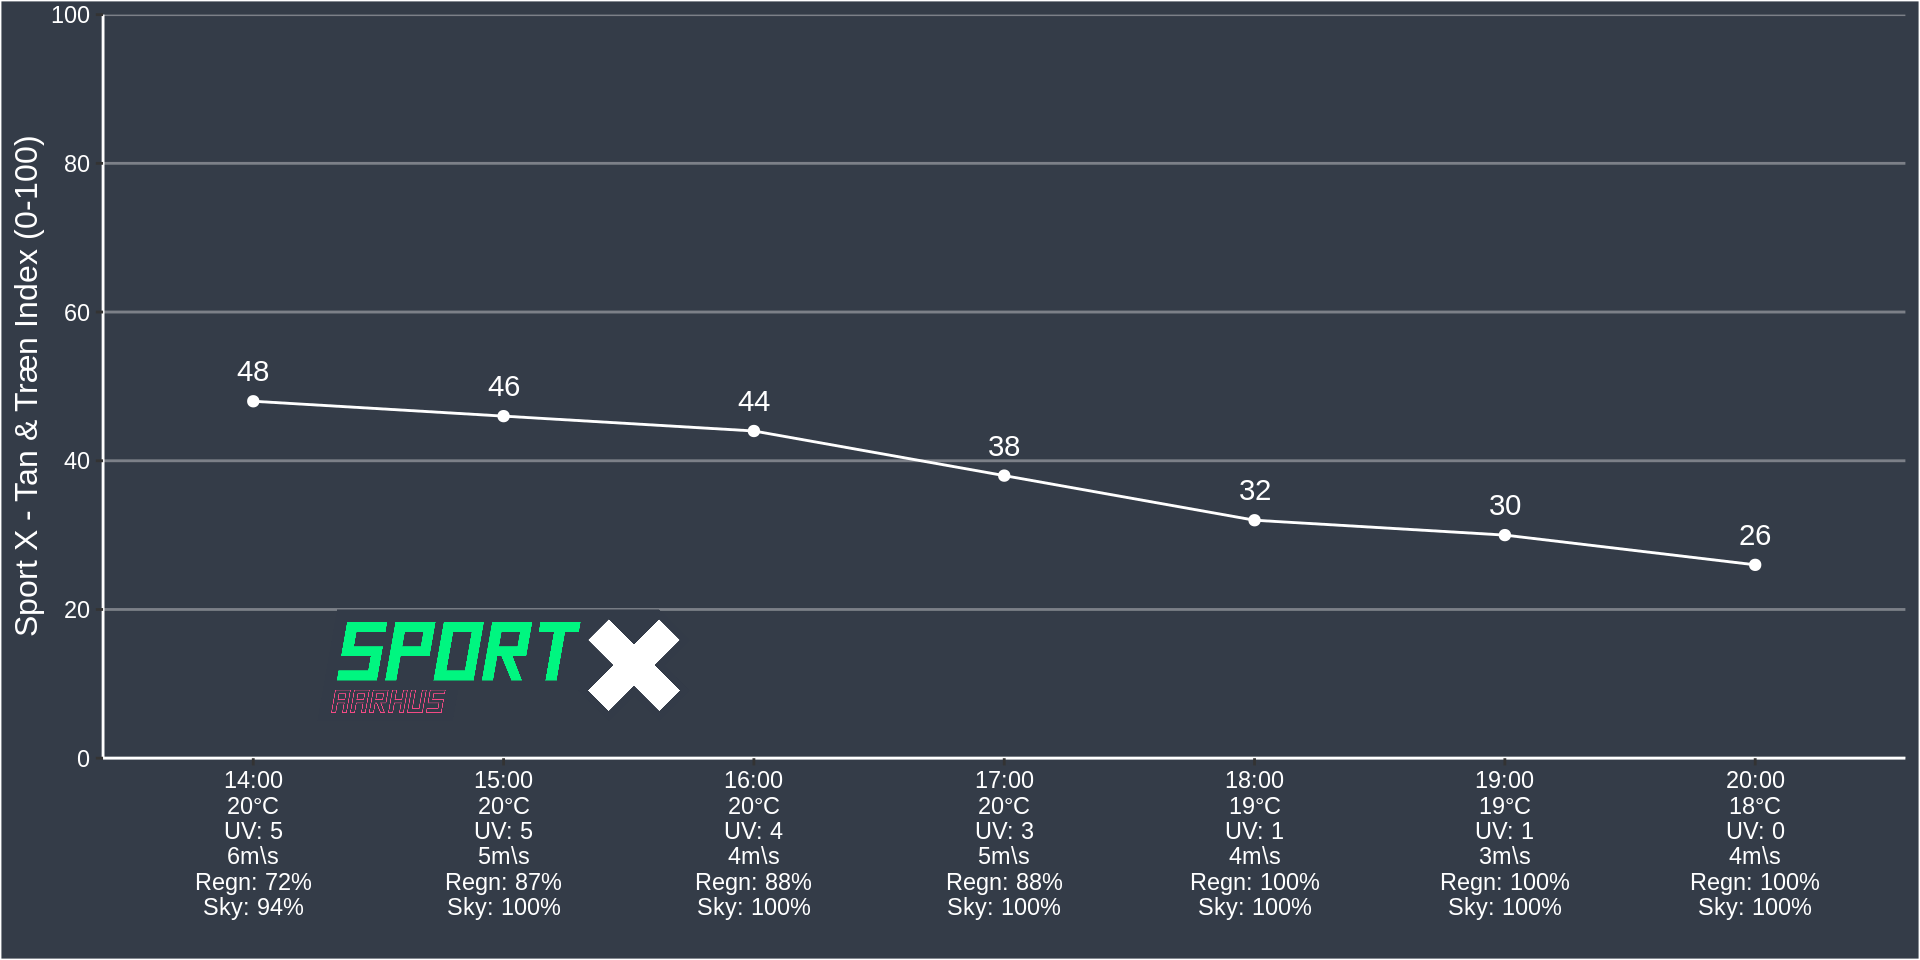 Sport X - Tan & Træn Index (0-100)
100
80
60
40
20
0
48
46
44
38
32
30
26
SPORT X
AARHUS
14:00 15:00 16:00 17:00 18:00 19:00 20:00
20°C 20°C 20°C 20°C 19°C 19°C 18°C
UV: 5 UV: 5 UV: 4 UV: 3 UV: 1 UV: 1 UV: 0
6m\s 5m\s 4m\s 5m\s 4m\s 3m\s 4m\s
Regn: 72% Regn: 87% Regn: 88% Regn: 88% Regn: 100% Regn: 100% Regn: 100%
Sky: 94% Sky: 100% Sky: 100% Sky: 100% Sky: 100% Sky: 100% Sky: 100%